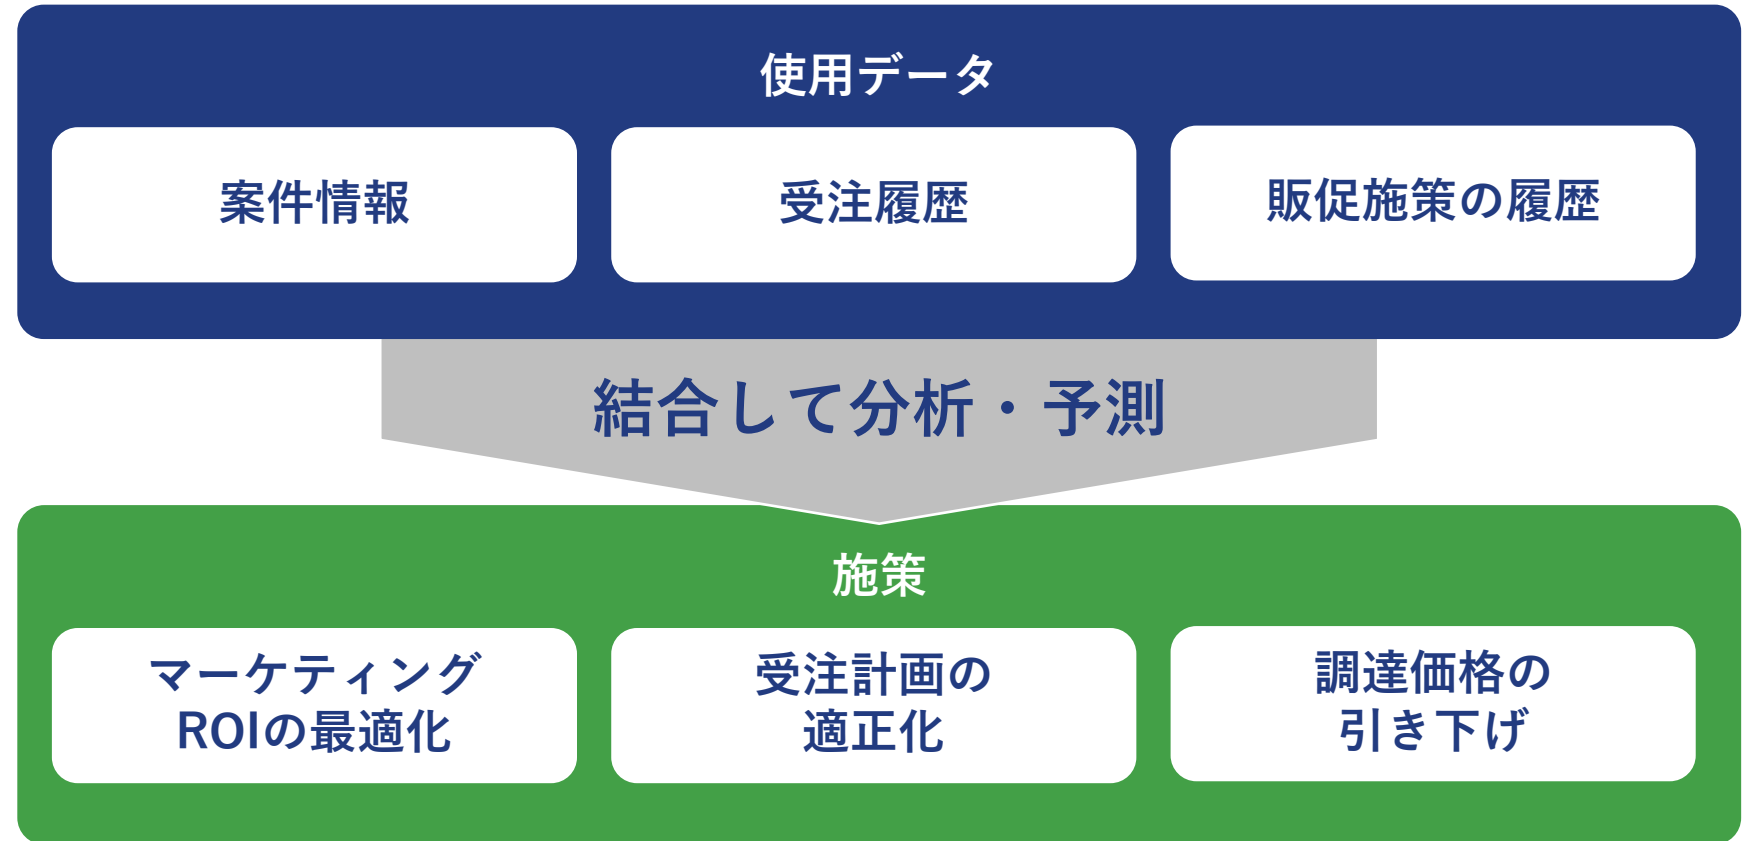 使用データ
案件情報
受注履歴
販促施策の履歴
結合して分析・予測
施策
マーケティング
ROIの最適化
受注計画の
適正化
調達価格の
引き下げ